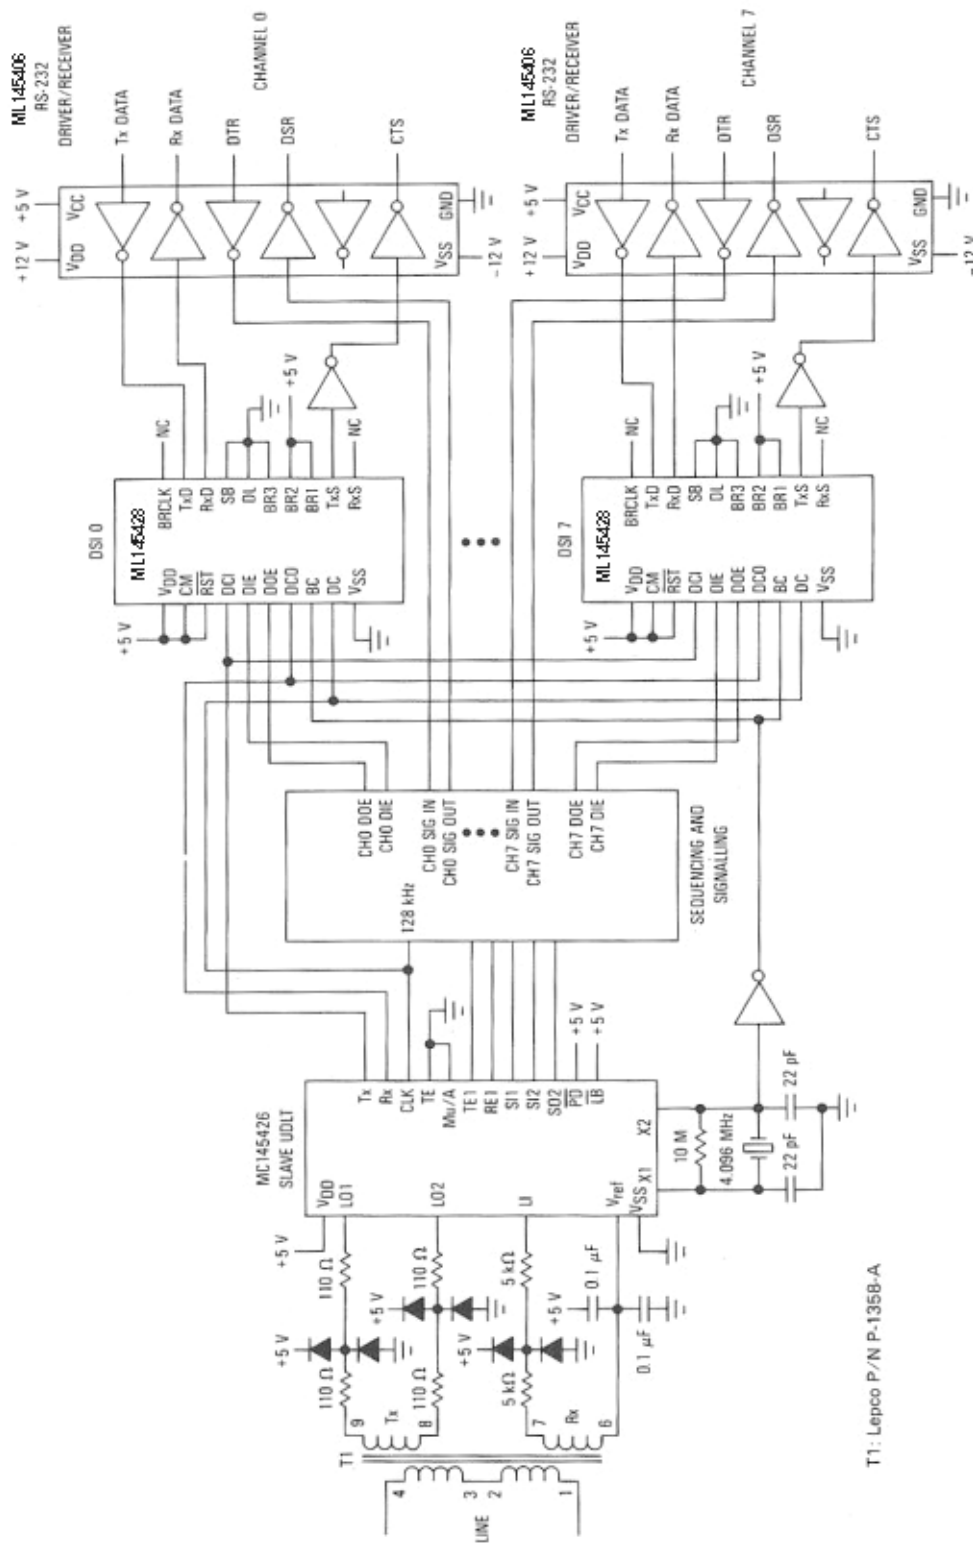 ML145406
RS-232
DRIVER/RECEIVER
CHANNEL 0
Tx DATA
Rx DATA
DTR
DSR
CTS
+5 V
+12 V
VCC
VDD
GND
VSS
-12 V
ML145406
RS-232
DRIVER/RECEIVER
CHANNEL 7
Tx DATA
Rx DATA
DTR
DSR
CTS
+5 V
+12 V
VCC
VDD
GND
VSS
-12 V
DSI 0
ML145428
NC
BRCLK
TxD
RxD
SB
DL
BR3
BR2
BR1
TxS
RxS
+5 V
NC
VDD
CM
RST
DCI
DIE
DOE
DCO
BC
DC
VSS
+5 V
DSI 7
ML145428
NC
BRCLK
TxD
RxD
SB
DL
BR3
BR2
BR1
TxS
RxS
+5 V
NC
VDD
CM
RST
DCI
DIE
DOE
DCO
BC
DC
VSS
+5 V
CH0 DOE
CH0 DIE
CH0 SIG IN
CH0 SIG OUT
CH7 SIG IN
CH7 SIG OUT
CH7 DOE
CH7 DIE
128 kHz
SEQUENCING AND
SIGNALLING
MC145426
SLAVE UDLT
Tx
Rx
CLK
TE
Mu/A
TE1
RE1
SI1
SI2
SO2
PD
LB
+5 V
+5 V
VDD
LO1
LO2
LI
Vref
VSS
X1
X2
10 M
4.096 MHz
22 pF
22 pF
+5 V
110 Ω
110 Ω
+5 V
110 Ω
110 Ω
+5 V
5 kΩ
5 kΩ
+5 V
+5 V
0.1 µF
0.1 µF
T1
9
Tx
8
7
Rx
6
4
3
2
1
LINE
T1: Lepco P/N P-1358-A